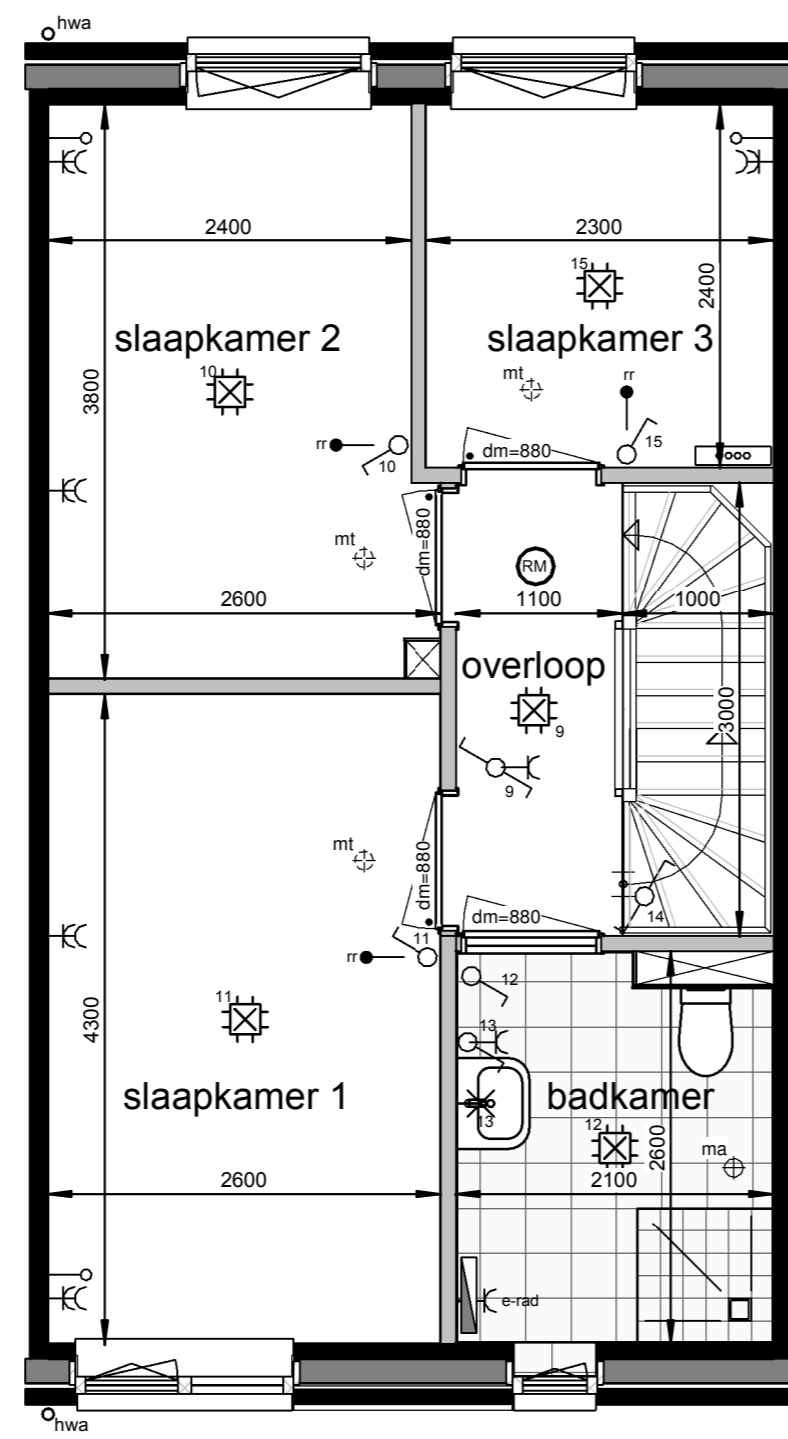 hwa
2400
2300
15
2400
slaapkamer 2
slaapkamer 3
10
mt
rr
3800
rr
10
15
dm=880
mt
dm=880
RM
2600
1100
1000
overloop
9
3000
9
mt
dm=880
dm=880
14
11
rr
12
11
13
4300
slaapkamer 1
badkamer
13
12
2600
ma
2600
2100
e-rad
hwa